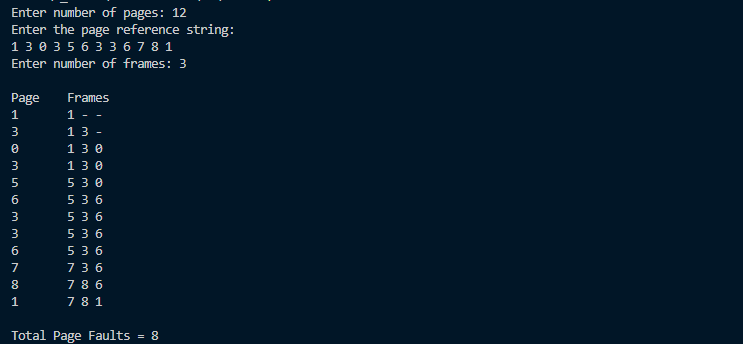 Enter number of pages: 12
Enter the page reference string:
1 3 0 3 5 6 3 3 6 7 8 1
Enter number of frames: 3
Page Frames
1 1 - -
3 1 3 -
0 1 3 0
3 1 3 0
5 5 3 0
6 5 3 6
3 5 3 6
3 5 3 6
6 5 3 6
7 7 3 6
8 7 8 6
1 7 8 1
Total Page Faults = 8